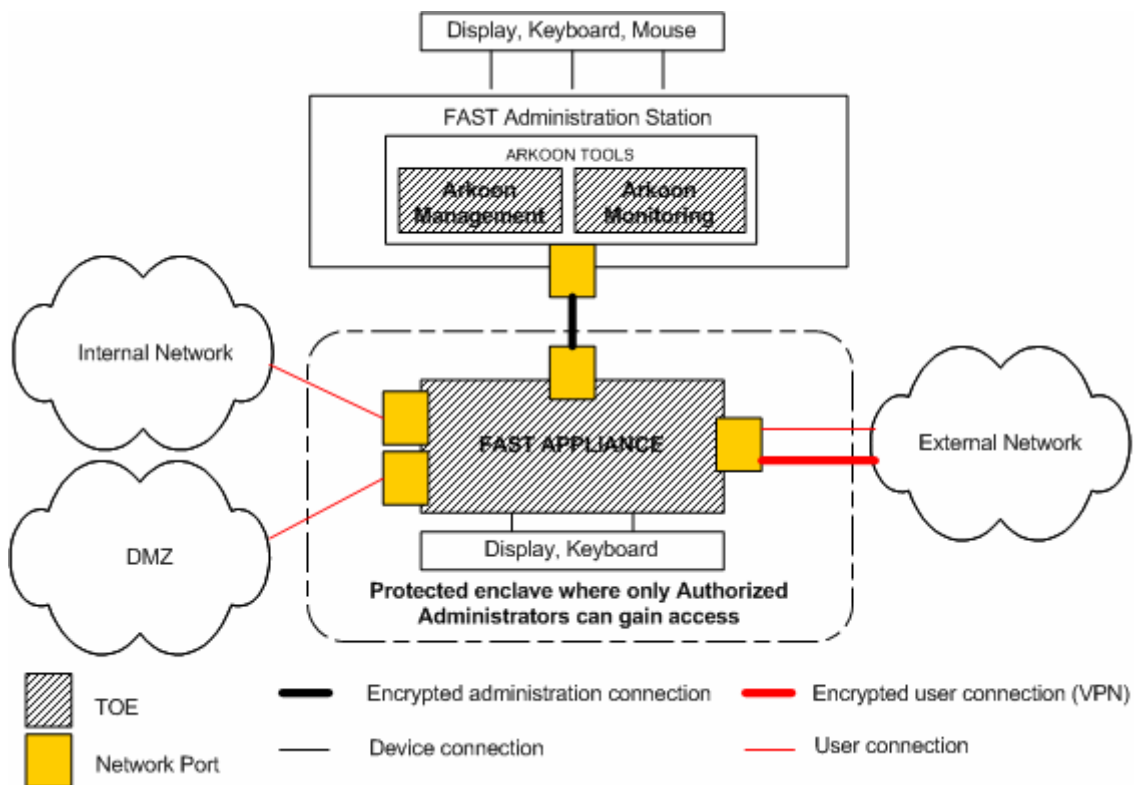 Display, Keyboard, Mouse
FAST Administration Station
ARKOON TOOLS
Arkoon
Management
Arkoon
Monitoring
Internal Network
FAST APPLIANCE
External Network
DMZ
Display, Keyboard
Protected enclave where only Authorized
Administrators can gain access
TOE
Encrypted administration connection
Encrypted user connection (VPN)
Network Port
Device connection
User connection